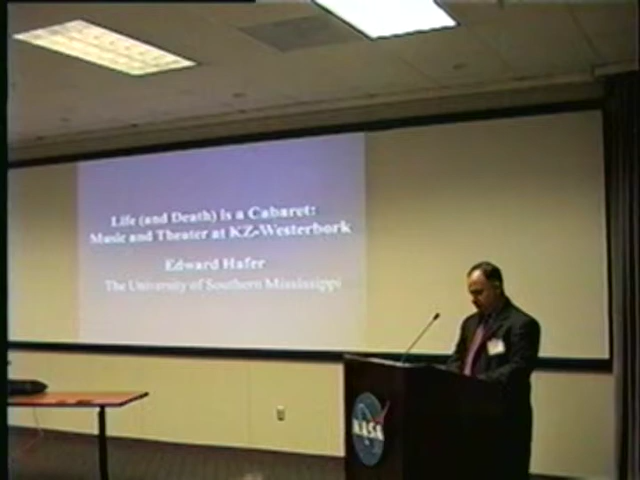 Life (and Death) is a Cabaret:
Music and Theater at KZ-Westerbork
Edward Hafer
The University of Southern Mississippi
NASA